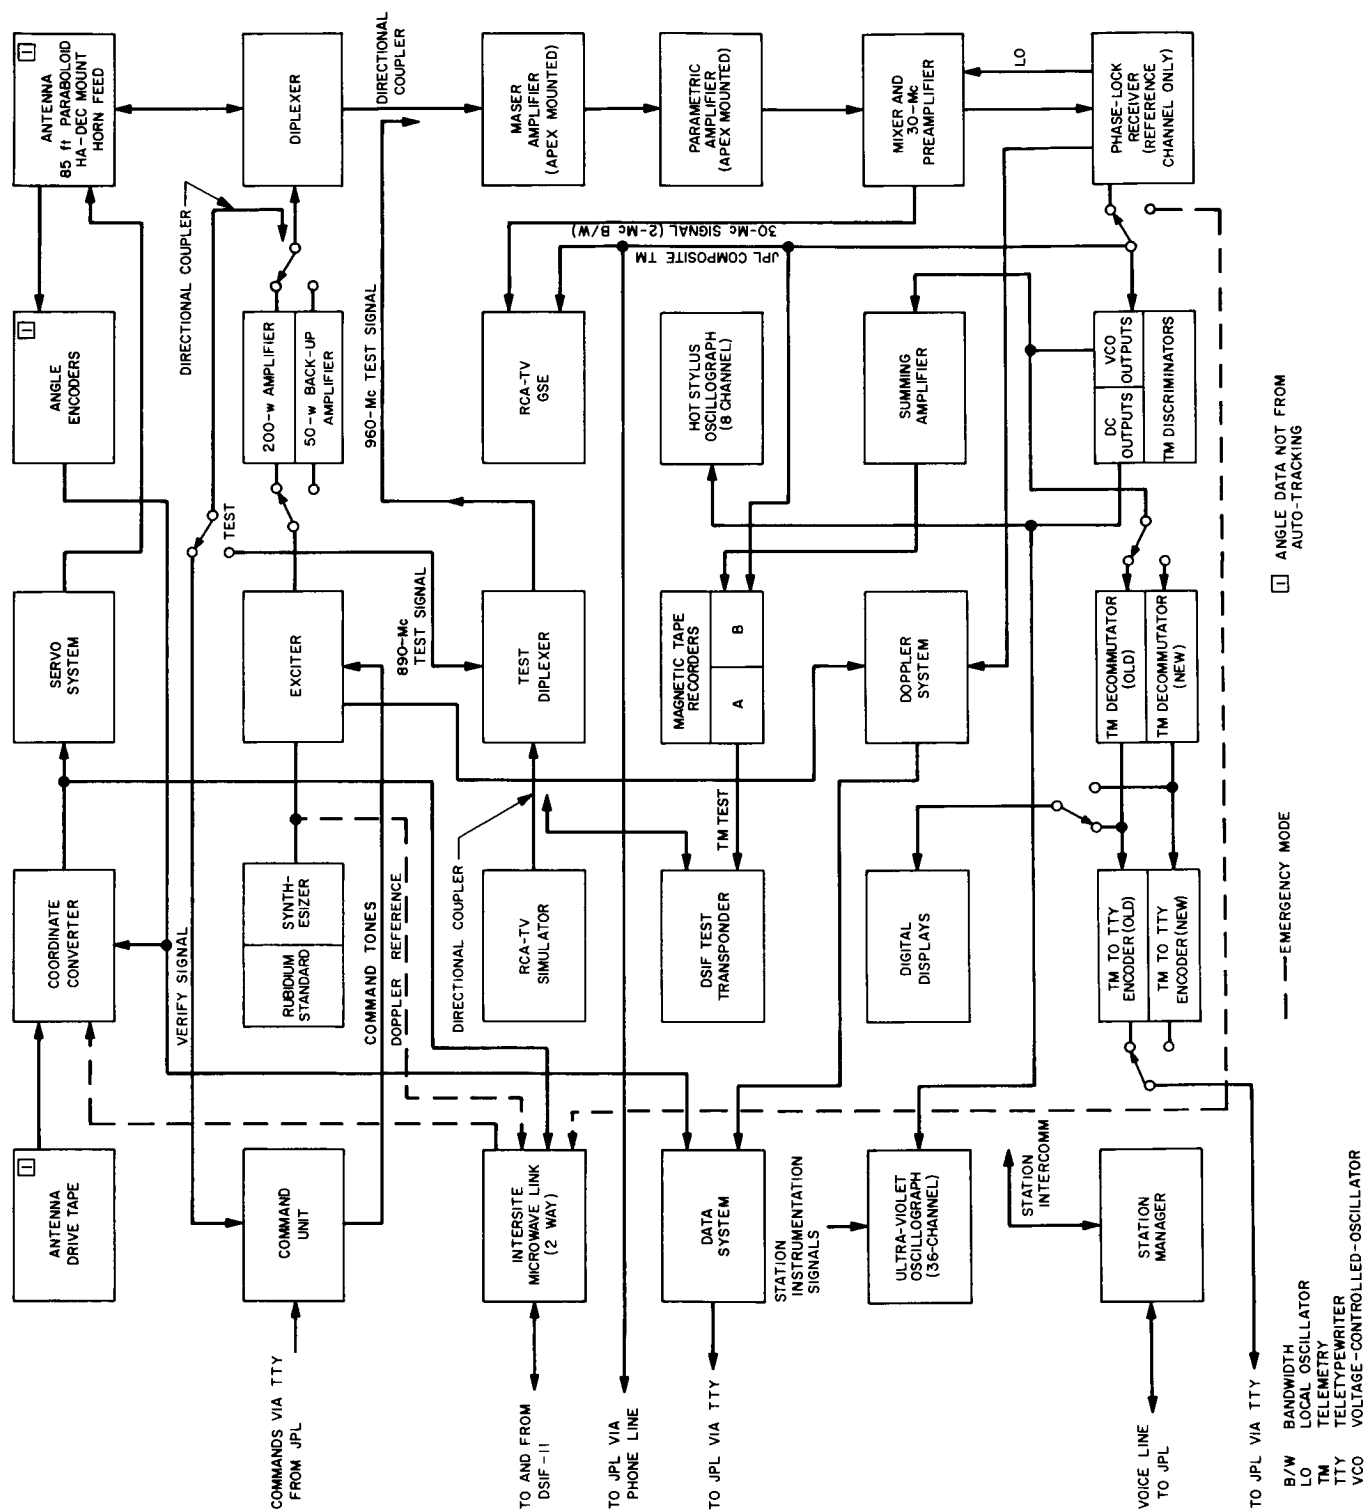 1
ANTENNA
DRIVE TAPE
COORDINATE
CONVERTER
SERVO
SYSTEM
1
ANGLE
ENCODERS
1
ANTENNA
85 ft PARABOLOID
HA-DEC MOUNT
HORN FEED
VERIFY SIGNAL
TEST
DIRECTIONAL COUPLER
COMMANDS VIA TTY
FROM JPL
COMMAND
UNIT
RUBIDIUM
STANDARD
SYNTH-
ESIZER
EXCITER
200-w AMPLIFIER
50-w BACK-UP
AMPLIFIER
DIPLEXER
COMMAND TONES
DOPPLER REFERENCE
890-Mc
TEST SIGNAL
960-Mc TEST SIGNAL
DIRECTIONAL
COUPLER
DIRECTIONAL COUPLER
TO AND FROM
DSIF-11
INTERSITE
MICROWAVE LINK
(2 WAY)
RCA-TV
SIMULATOR
TEST
DIPLEXER
RCA-TV
GSE
MASER
AMPLIFIER
(APEX MOUNTED)
TO JPL VIA
PHONE LINE
JPL COMPOSITE TM
30-Mc SIGNAL (2-Mc B/W)
TO JPL VIA TTY
DATA
SYSTEM
DSIF TEST
TRANSPONDER
TM TEST
MAGNETIC TAPE
RECORDERS
A
B
HOT STYLUS
OSCILLOGRAPH
(8 CHANNEL)
PARAMETRIC
AMPLIFIER
(APEX MOUNTED)
STATION
INSTRUMENTATION
SIGNALS
ULTRA-VIOLET
OSCILLOGRAPH
(36-CHANNEL)
DIGITAL
DISPLAYS
DOPPLER
SYSTEM
SUMMING
AMPLIFIER
MIXER AND
30-Mc
PREAMPLIFIER
LO
STATION
INTERCOMM
VOICE LINE
TO JPL
STATION
MANAGER
TM TO TTY
ENCODER (OLD)
TM TO TTY
ENCODER (NEW)
TM DECOMMUTATOR
(OLD)
TM DECOMMUTATOR
(NEW)
DC
OUTPUTS
VCO
OUTPUTS
TM DISCRIMINATORS
PHASE-LOCK
RECEIVER
(REFERENCE
CHANNEL ONLY)
TO JPL VIA TTY
B/W BANDWIDTH
LO LOCAL OSCILLATOR
TM TELEMETRY
TTY TELETYPEWRITER
VCO VOLTAGE-CONTROLLED-OSCILLATOR
EMERGENCY MODE
1 ANGLE DATA NOT FROM
AUTO-TRACKING